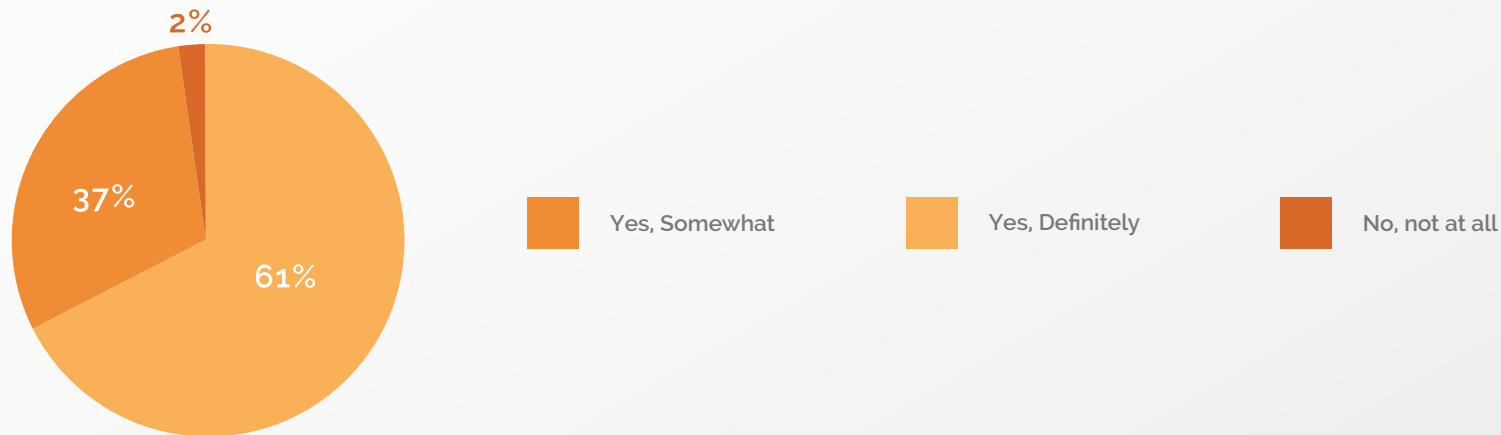 2%
37%
61%
Yes, Somewhat
Yes, Definitely
No, not at all